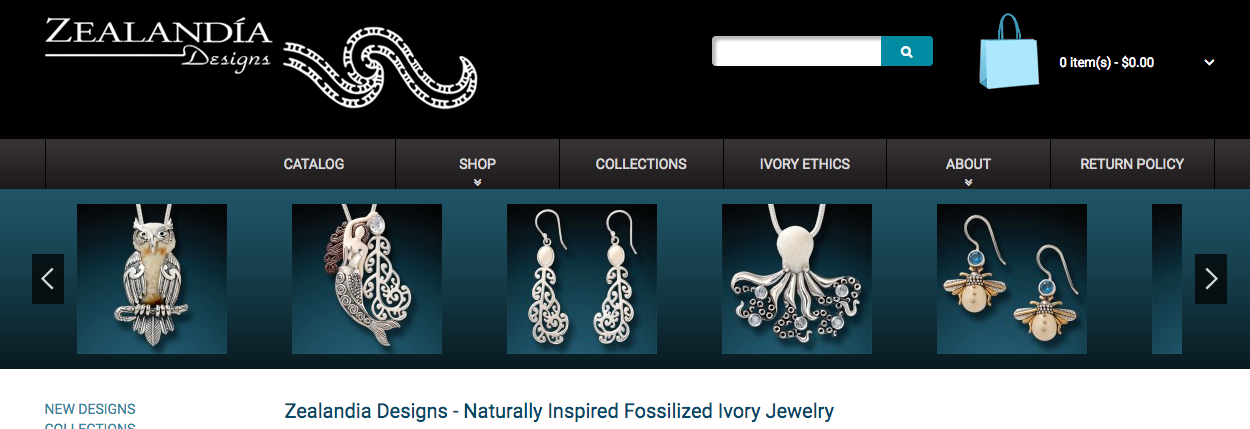 ZEALANDÍA
Designs
0 item(s) - $0.00
CATALOG
SHOP
COLLECTIONS
IVORY ETHICS
ABOUT
RETURN POLICY
NEW DESIGNS
COLLECTIONS
Zealandia Designs - Naturally Inspired Fossilized Ivory Jewelry